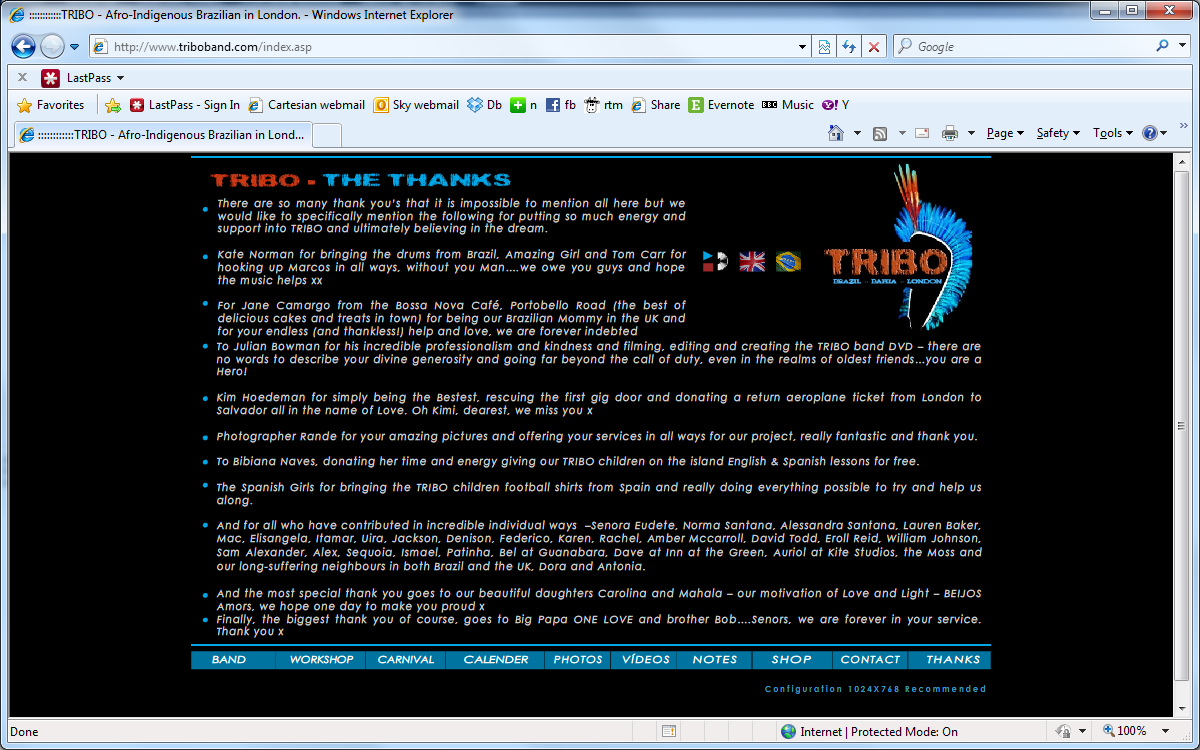 ::::::::::::TRIBO - Afro-Indigenous Brazilian in London. - Windows Internet Explorer
http://www.triboband.com/index.asp
Google
LastPass
Favorites
LastPass - Sign In
Cartesian webmail
Sky webmail
Db
n
fb
rtm
Share
Evernote
BBC Music
Y! Y
::::::::::::TRIBO - Afro-Indigenous Brazilian in Lond...
Page
Safety
Tools
TRIBO - THE THANKS
There are so many thank you's that it is impossible to mention all here but we
would like to specifically mention the following for putting so much energy and
support into TRIBO and ultimately believing in the dream.
Kate Norman for bringing the drums from Brazil, Amazing Girl and Tom Carr for
hooking up Marcos in all ways, without you Man....we owe you guys and hope
the music helps xx
For Jane Camargo from the Bossa Nova Café, Portobello Road (the best of
delicious cakes and treats in town) for being our Brazilian Mommy in the UK and
for your endless (and thankless!) help and love, we are forever indebted
TRIBO
BRAZIL - BAHIA - LONDON
To Julian Bowman for his incredible professionalism and kindness and filming, editing and creating the TRIBO band DVD – there are
no words to describe your divine generosity and going far beyond the call of duty, even in the realms of oldest friends...you are a
Hero!
Kim Hoedeman for simply being the Bestest, rescuing the first gig door and donating a return aeroplane ticket from London to
Salvador all in the name of Love. Oh Kimi, dearest, we miss you x
Photographer Rande for your amazing pictures and offering your services in all ways for our project, really fantastic and thank you.
To Bibiana Naves, donating her time and energy giving our TRIBO children on the island English & Spanish lessons for free.
The Spanish Girls for bringing the TRIBO children football shirts from Spain and really doing everything possible to try and help us
along.
And for all who have contributed in incredible individual ways –Senora Eudete, Norma Santana, Alessandra Santana, Lauren Baker,
Mac, Elisangela, Itamar, Uira, Jackson, Denison, Federico, Karen, Rachel, Amber Mccarroll, David Todd, Eroll Reid, William Johnson,
Sam Alexander, Alex, Sequoia, Ismael, Patinha, Bel at Guanabara, Dave at Inn at the Green, Auriol at Kite Studios, the Moss and
our long-suffering neighbours in both Brazil and the UK, Dora and Antonia.
And the most special thank you goes to our beautiful daughters Carolina and Mahala – our motivation of Love and Light – BEIJOS
Amors, we hope one day to make you proud x
Finally, the biggest thank you of course, goes to Big Papa ONE LOVE and brother Bob....Senors, we are forever in your service.
Thank you x
BAND WORKSHOP CARNIVAL CALENDER PHOTOS VÍDEOS NOTES SHOP CONTACT THANKS
Configuration 1024X768 Recommended
Done
Internet | Protected Mode: On
100%